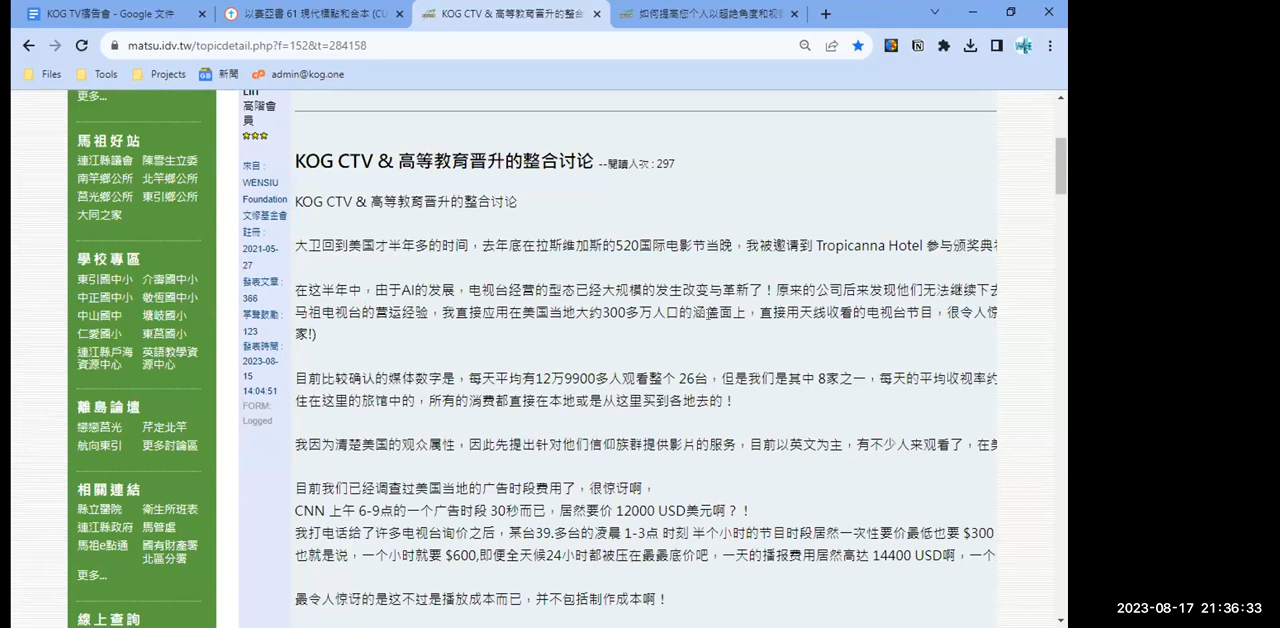 KOG TV禱告會 - Google 文件
以賽亞書 61 現代標點和合本 (CU
KOG CTV & 高等教育晋升的整合
如何提高您个人以超絶角度和视
matsu.idv.tw/topicdetail.php?f=152&t=284158
Files
Tools
Projects
新聞
admin@kog.one
更多...
馬祖好站
連江縣議會 陳雪生立委
南竿鄉公所 北竿鄉公所
莒光鄉公所 東引鄉公所
大同之家
學校專區
東引國中小 介壽國中小
中正國中小 敬恆國中小
中山國中 塘岐國小
仁愛國小 東莒國小
連江縣戶海資源中心 英語教學資源中心
離島論壇
戀戀莒光 芹定北竿
航向東引 更多討論區
相關連結
縣立醫院 衛生所班表
連江縣政府 馬管處
馬祖e點通 國有財產署北區分署
更多...
線上查詢
Lin
高階會
員
來自 :
WENSIU
Foundation
文修基金會
註冊 :
2021-05-
27
發表文章 :
366
掌聲鼓勵 :
123
發表時間 :
2023-08-
15
14:04:51
FORM:
Logged
KOG CTV & 高等教育晋升的整合讨论 --閱讀人次 : 297
KOG CTV & 高等教育晋升的整合讨论
大卫回到美国才半年多的时间，去年底在拉斯维加斯的520国际电影节当晚，我被邀请到 Tropicanna Hotel 参与颁奖典
在这半年中，由于AI的发展，电视台经营的型态已经大规模的发生改变与革新了！原来的公司后来发现他们无法继续下去
马祖电视台的营运经验，我直接应用在美国当地大约300多万人口的涵盖面上，直接用天线收看的电视台节目，很令人惊
家!)
目前比较确认的媒体数字是，每天平均有12万9900多人观看整个 26台，但是我们是其中 8家之一，每天的平均收视率约
住在这里的旅馆中的，所有的消费都直接在本地或是从这里买到各地去的！
我因为清楚美国的观众属性，因此先提出针对他们信仰族群提供影片的服务，目前以英文为主，有不少人来观看了，在美
目前我们已经调查过美国当地的广告时段费用了，很惊讶啊，
CNN 上午 6-9点的一个广告时段 30秒而已，居然要价 12000 USD美元啊？！
我打电话给了许多电视台询价之后，某台39.多台的凌晨 1-3点 时刻 半个小时的节目时段居然一次性要价最低也要 $300
也就是说，一个小时就要 $600,即便全天候24小时都被压在最最底价吧，一天的播报费用居然高达 14400 USD啊，一个
最令人惊讶的是这不过是播放成本而已，并不包括制作成本啊！
2023-08-17 21:36:33